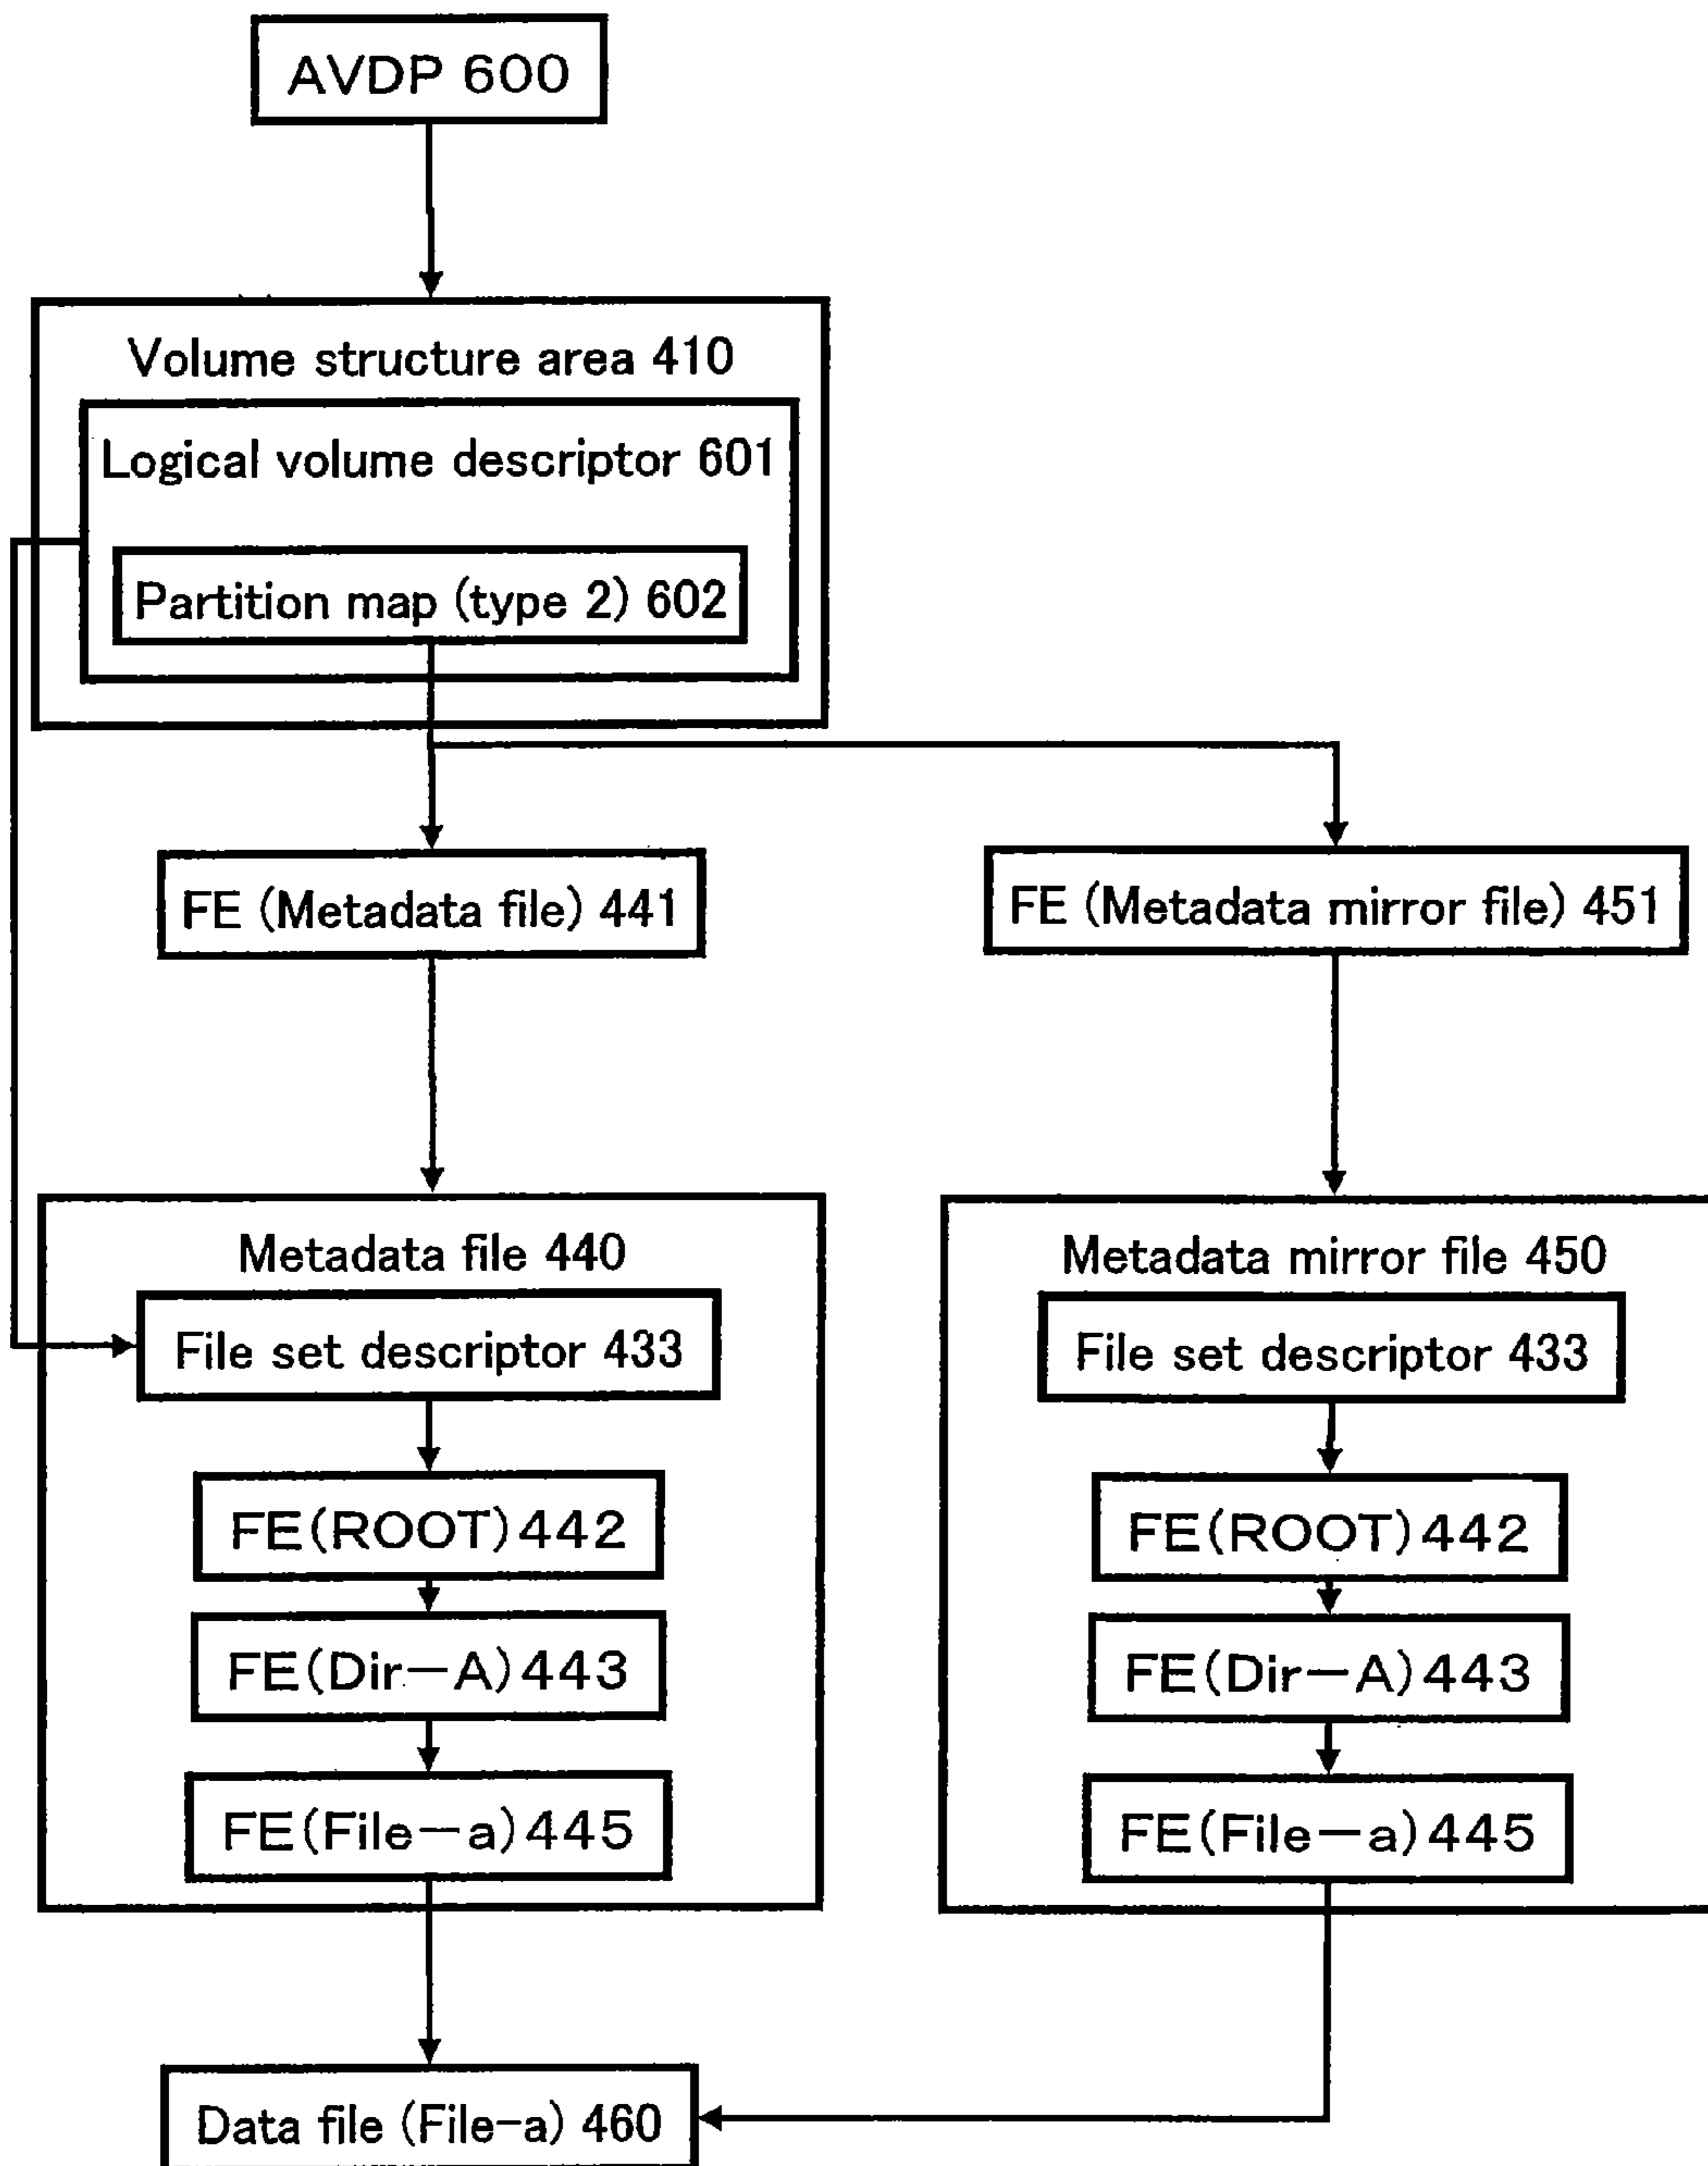 AVDP 600
Volume structure area 410
Logical volume descriptor 601
Partition map (type 2) 602
FE (Metadata file) 441
FE (Metadata mirror file) 451
Metadata file 440
File set descriptor 433
FE(ROOT)442
FE(Dir-A)443
FE(File-a)445
Metadata mirror file 450
File set descriptor 433
FE(ROOT)442
FE(Dir-A)443
FE(File-a)445
Data file (File-a) 460